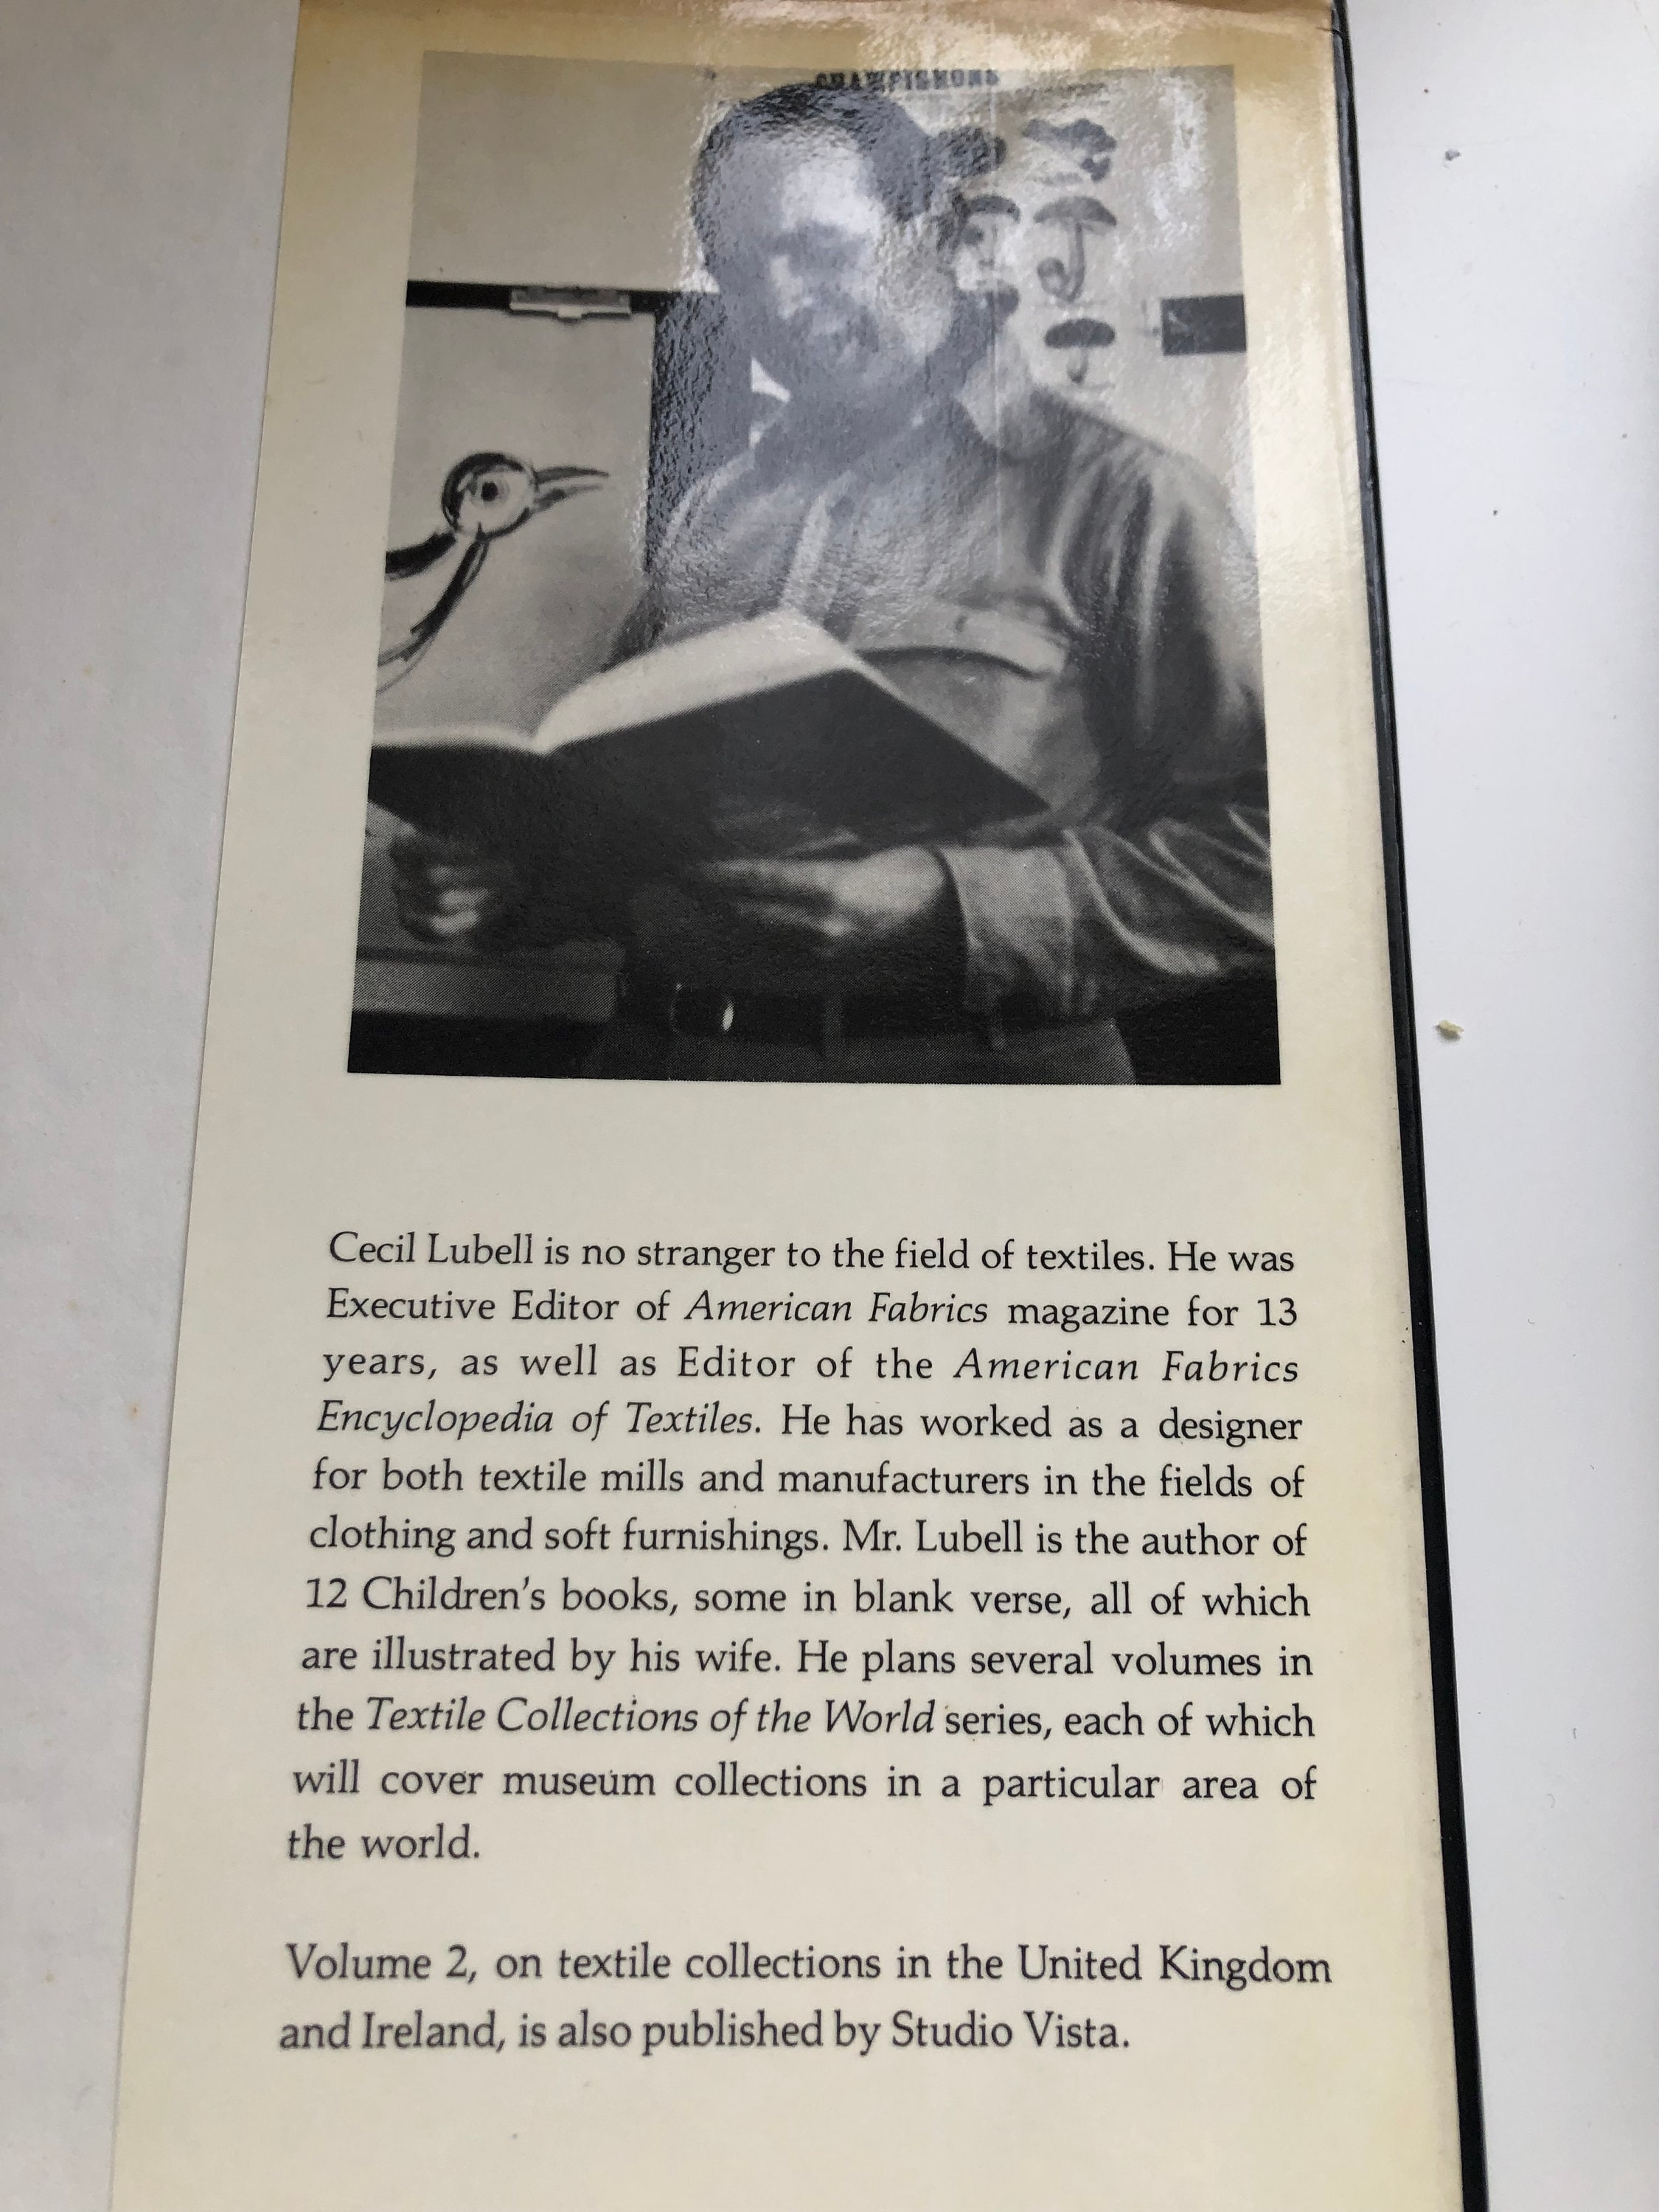 CHAMPIGNONS
Cecil Lubell is no stranger to the field of textiles. He was
Executive Editor of American Fabrics magazine for 13
years, as well as Editor of the American Fabrics
Encyclopedia of Textiles. He has worked as a designer
for both textile mills and manufacturers in the fields of
clothing and soft furnishings. Mr. Lubell is the author of
12 Children's books, some in blank verse, all of which
are illustrated by his wife. He plans several volumes in
the Textile Collections of the World series, each of which
will cover museum collections in a particular area of
the world.
Volume 2, on textile collections in the United Kingdom
and Ireland, is also published by Studio Vista.